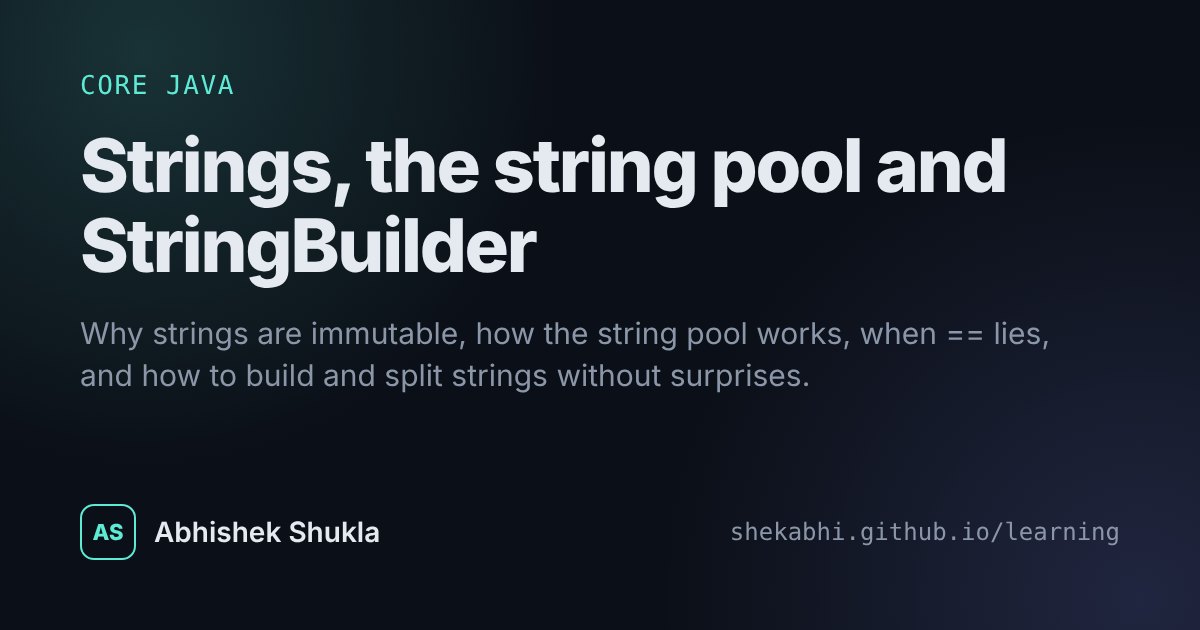 CORE JAVA
Strings, the string pool and
StringBuilder
Why strings are immutable, how the string pool works, when == lies,
and how to build and split strings without surprises.
AS
Abhishek Shukla
shekabhi.github.io/learning